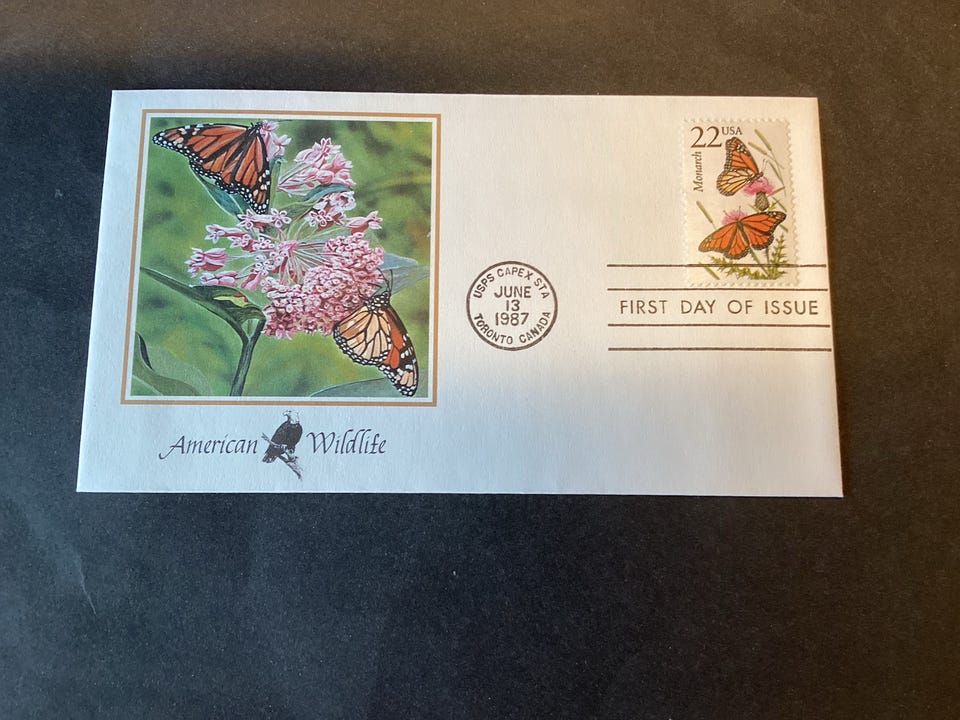 22 USA
Monarch
USPS CAPEX STA
JUNE
13
1987
TORONTO CANADA
FIRST DAY OF ISSUE
American Wildlife